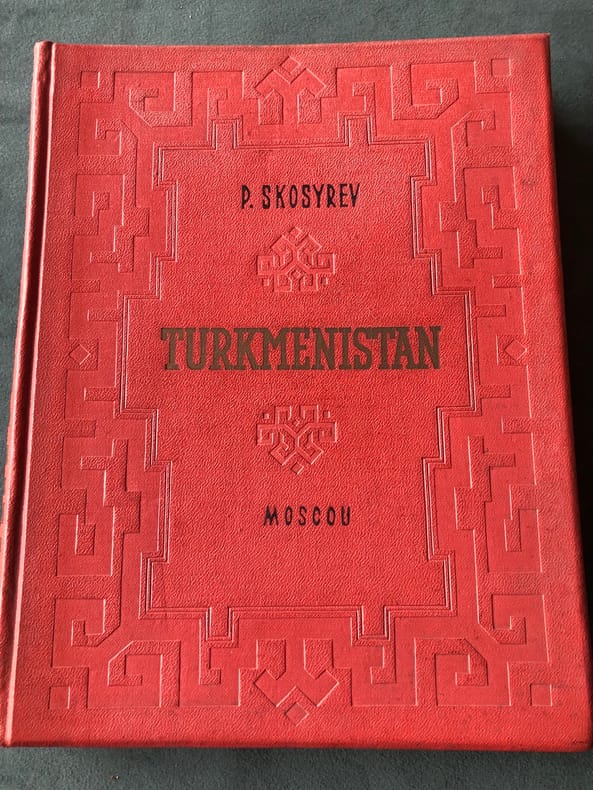 P. SKOSYREV
TURKMENISTAN
MOSCOU